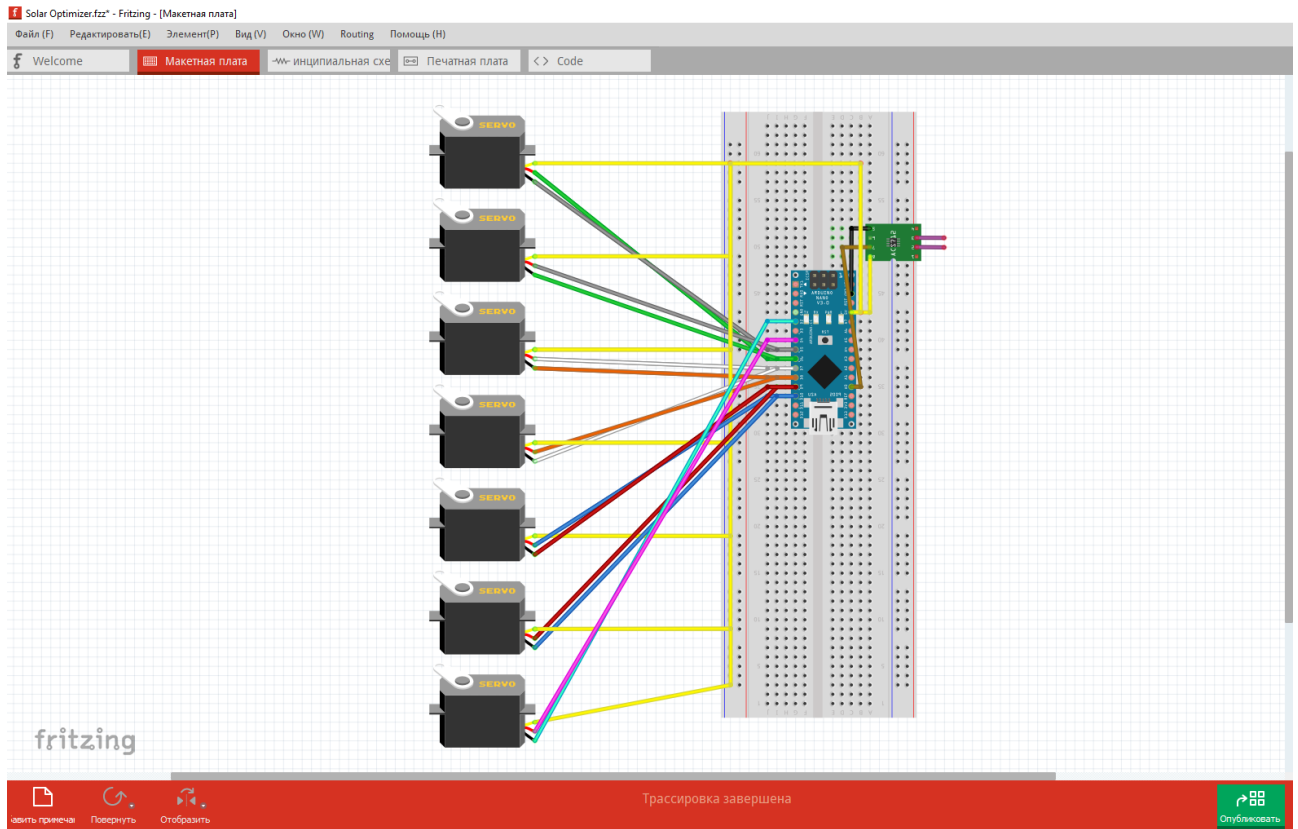 Solar Optimizer.fzz* - Fritzing - [Макетная плата]
Файл (F) Редактировать(E) Элемент(P) Вид (V) Окно (W) Routing Помощь (H)
Welcome Макетная плата инципиальная схе Печатная плата Code
SERVO
SERVO
ACS712
SERVO
ARDUINO
NANO
V3.0
SERVO
SERVO
SERVO
SERVO
fritzing
Трассировка завершена
авить примечан Повернуть Отобразить Опубликовать